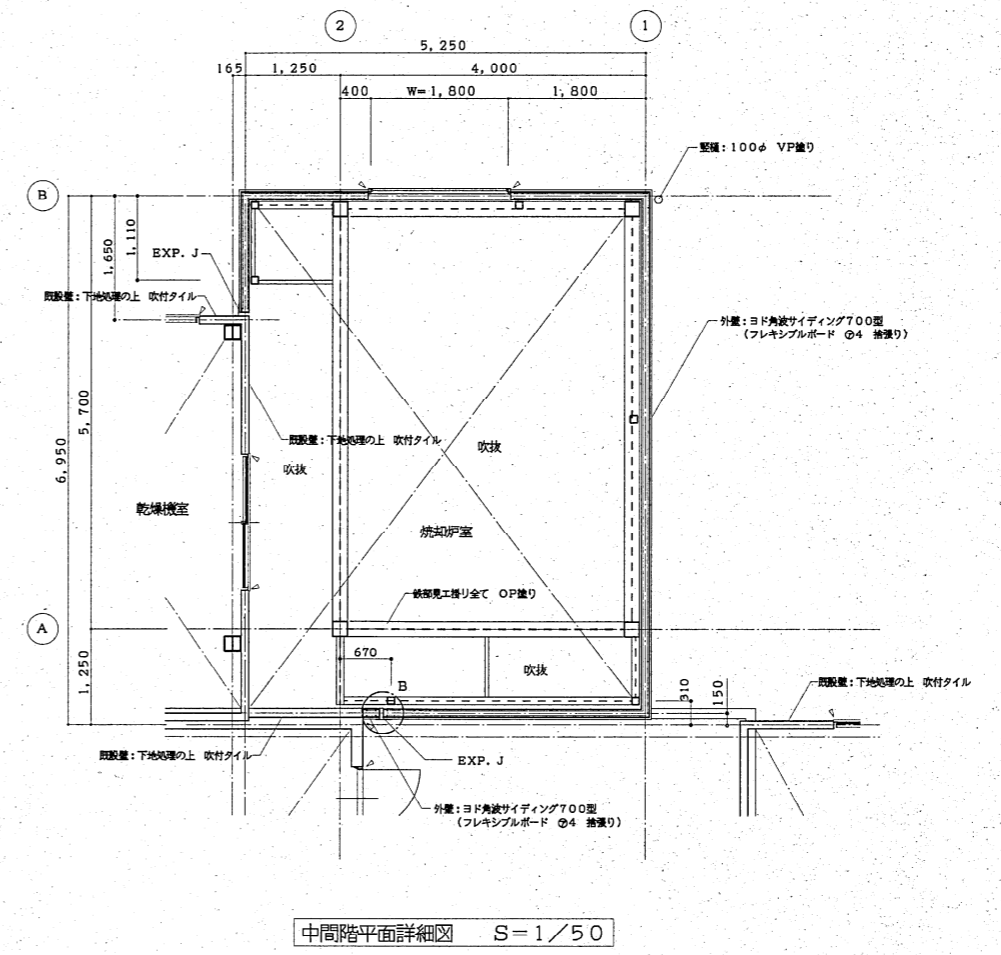 2
1
5,250
165
1,250
4,000
400
W=1,800
1,800
竪樋：100φ VP塗り
B
1,650
1,110
EXP. J
既設壁：下地処理の上 吹付タイル
外壁：ヨド角波サイディング700型
（フレキシブルボード ㋐4 捨張り）
6,950
5,700
既設壁：下地処理の上 吹付タイル
吹抜
吹抜
乾燥機室
焼却炉室
鉄部見エ掛り全て OP塗り
A
1,250
670
吹抜
B
310
150
既設壁：下地処理の上 吹付タイル
既設壁：下地処理の上 吹付タイル
EXP. J
外壁：ヨド角波サイディング700型
（フレキシブルボード ㋐4 捨張り）
中間階平面詳細図 S=1/50